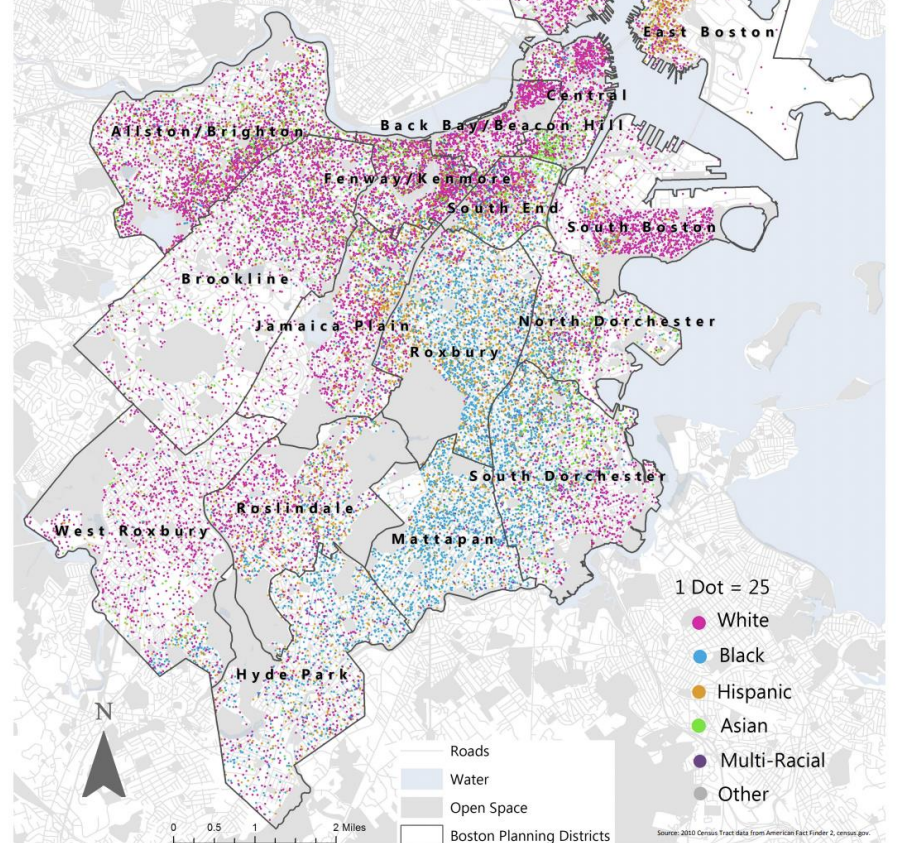 East Boston
Central
Allston/Brighton
Back Bay/Beacon Hill
Fenway/Kenmore
South End
South Boston
Brookline
Jamaica Plain
North Dorchester
Roxbury
South Dorchester
Roslindale
West Roxbury
Mattapan
Hyde Park
1 Dot = 25
White
Black
Hispanic
Asian
Multi-Racial
Other
N
Roads
Water
Open Space
Boston Planning Districts
0 0.5 1 2 Miles
Source: 2010 Census Tract data from American Fact Finder 2, census.gov.